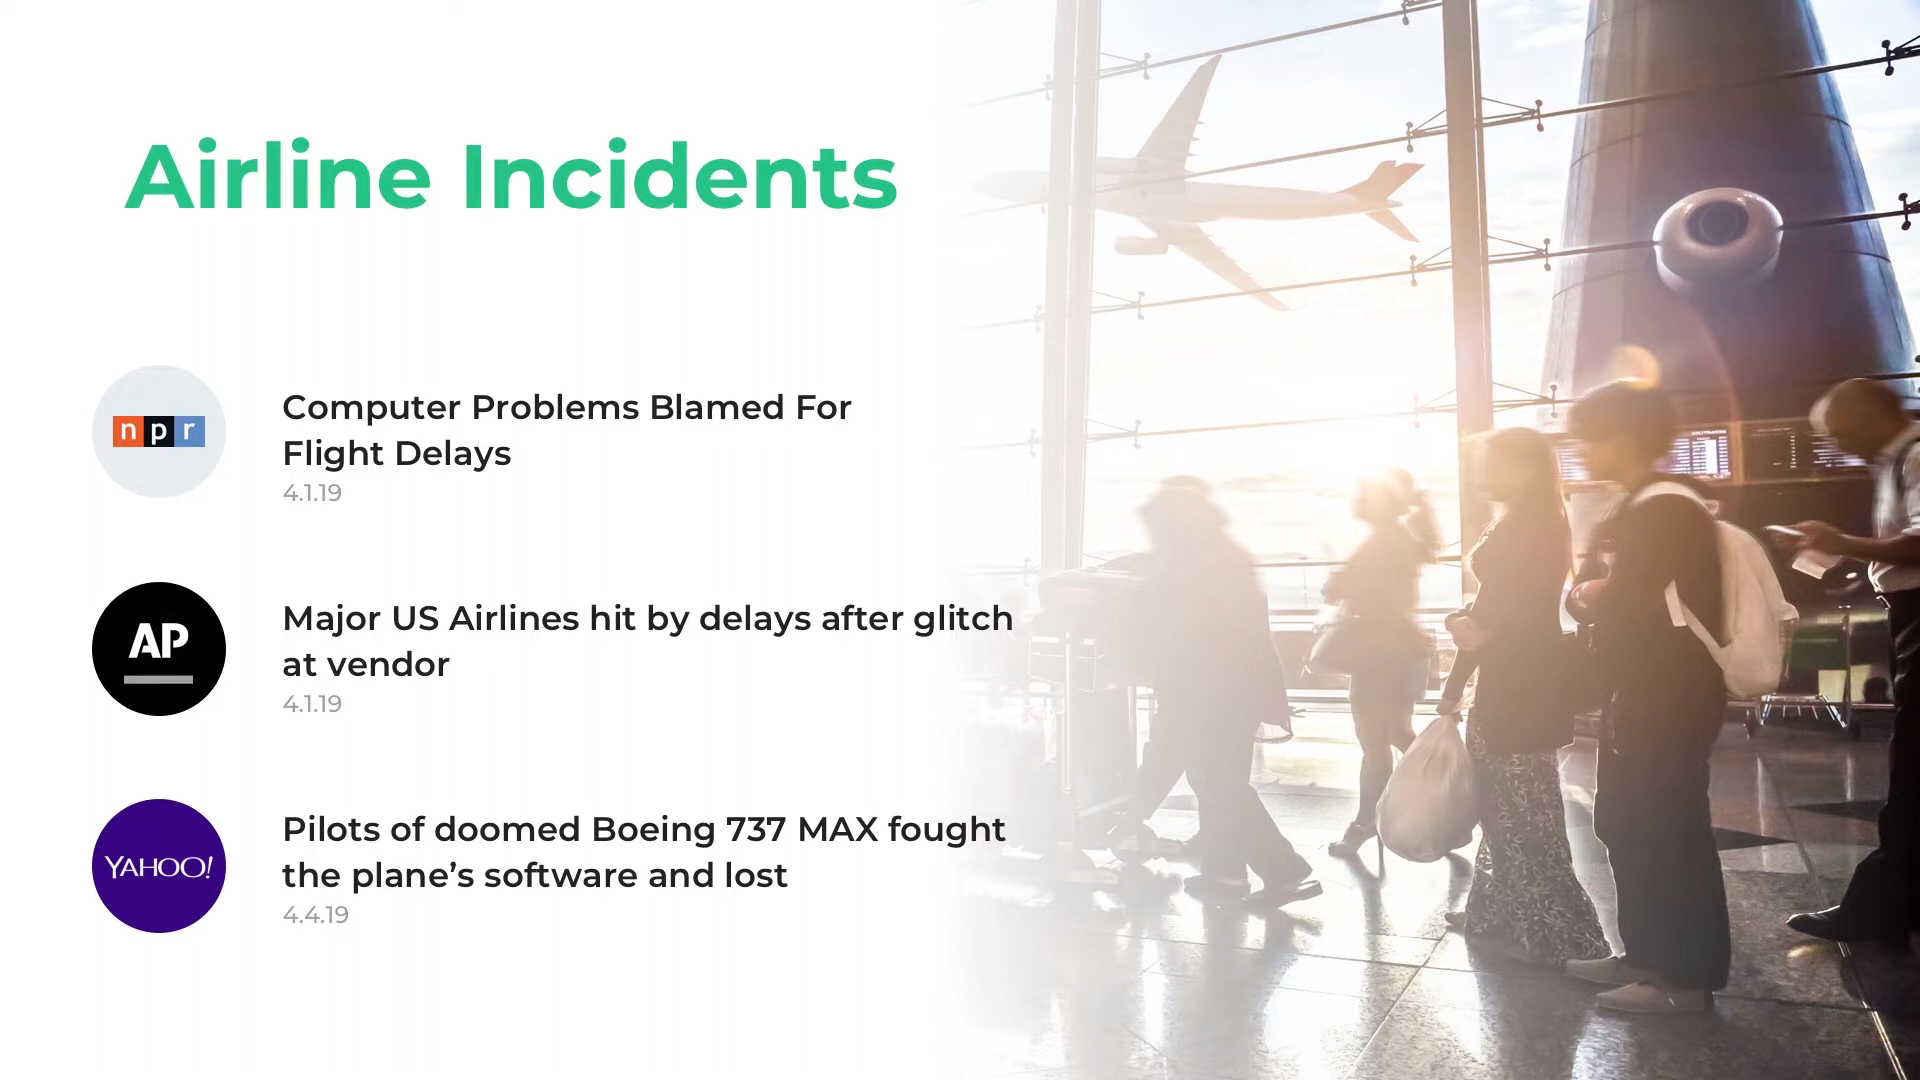 Airline Incidents
npr
Computer Problems Blamed For
Flight Delays
4.1.19
AP
Major US Airlines hit by delays after glitch
at vendor
4.1.19
YAHOO!
Pilots of doomed Boeing 737 MAX fought
the plane’s software and lost
4.4.19